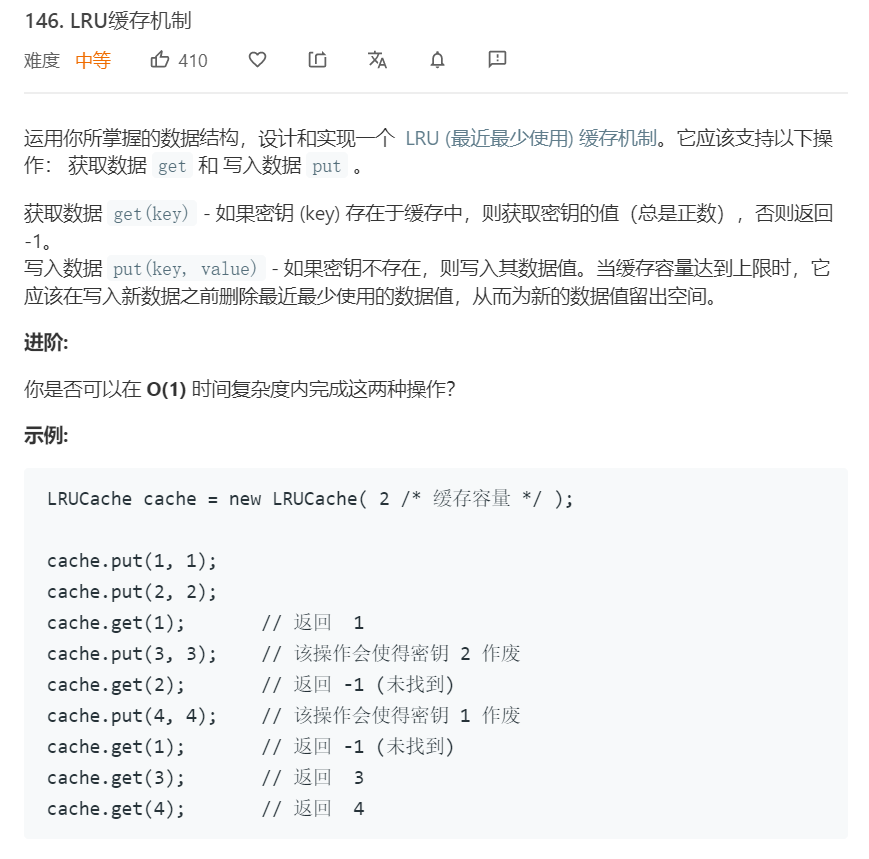 146. LRU缓存机制
难度 中等 410
运用你所掌握的数据结构，设计和实现一个 LRU (最近最少使用) 缓存机制。它应该支持以下操
作： 获取数据 get 和 写入数据 put 。
获取数据 get(key) - 如果密钥 (key) 存在于缓存中，则获取密钥的值（总是正数），否则返回
-1。
写入数据 put(key, value) - 如果密钥不存在，则写入其数据值。当缓存容量达到上限时，它
应该在写入新数据之前删除最近最少使用的数据值，从而为新的数据值留出空间。
进阶:
你是否可以在 O(1) 时间复杂度内完成这两种操作？
示例:
LRUCache cache = new LRUCache( 2 /* 缓存容量 */ );
cache.put(1, 1);
cache.put(2, 2);
cache.get(1);       // 返回  1
cache.put(3, 3);    // 该操作会使得密钥 2 作废
cache.get(2);       // 返回 -1 (未找到)
cache.put(4, 4);    // 该操作会使得密钥 1 作废
cache.get(1);       // 返回 -1 (未找到)
cache.get(3);       // 返回  3
cache.get(4);       // 返回  4